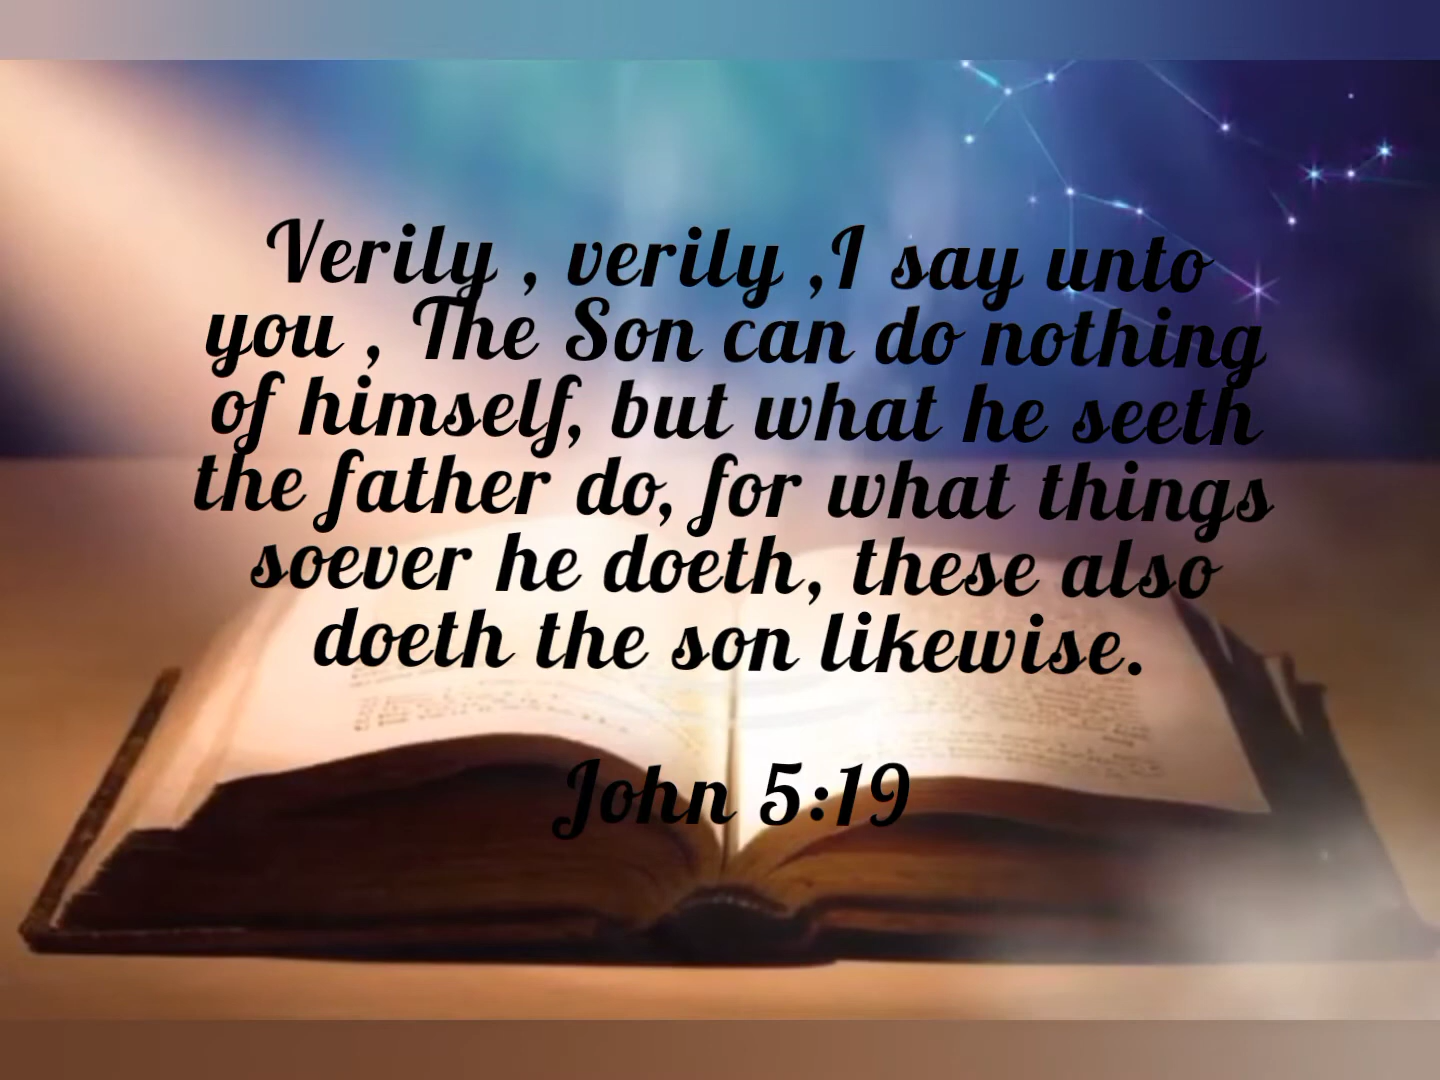 Verily , verily ,I say unto
you , The Son can do nothing
of himself, but what he seeth
the father do, for what things
soever he doeth, these also
doeth the son likewise.
John 5:19